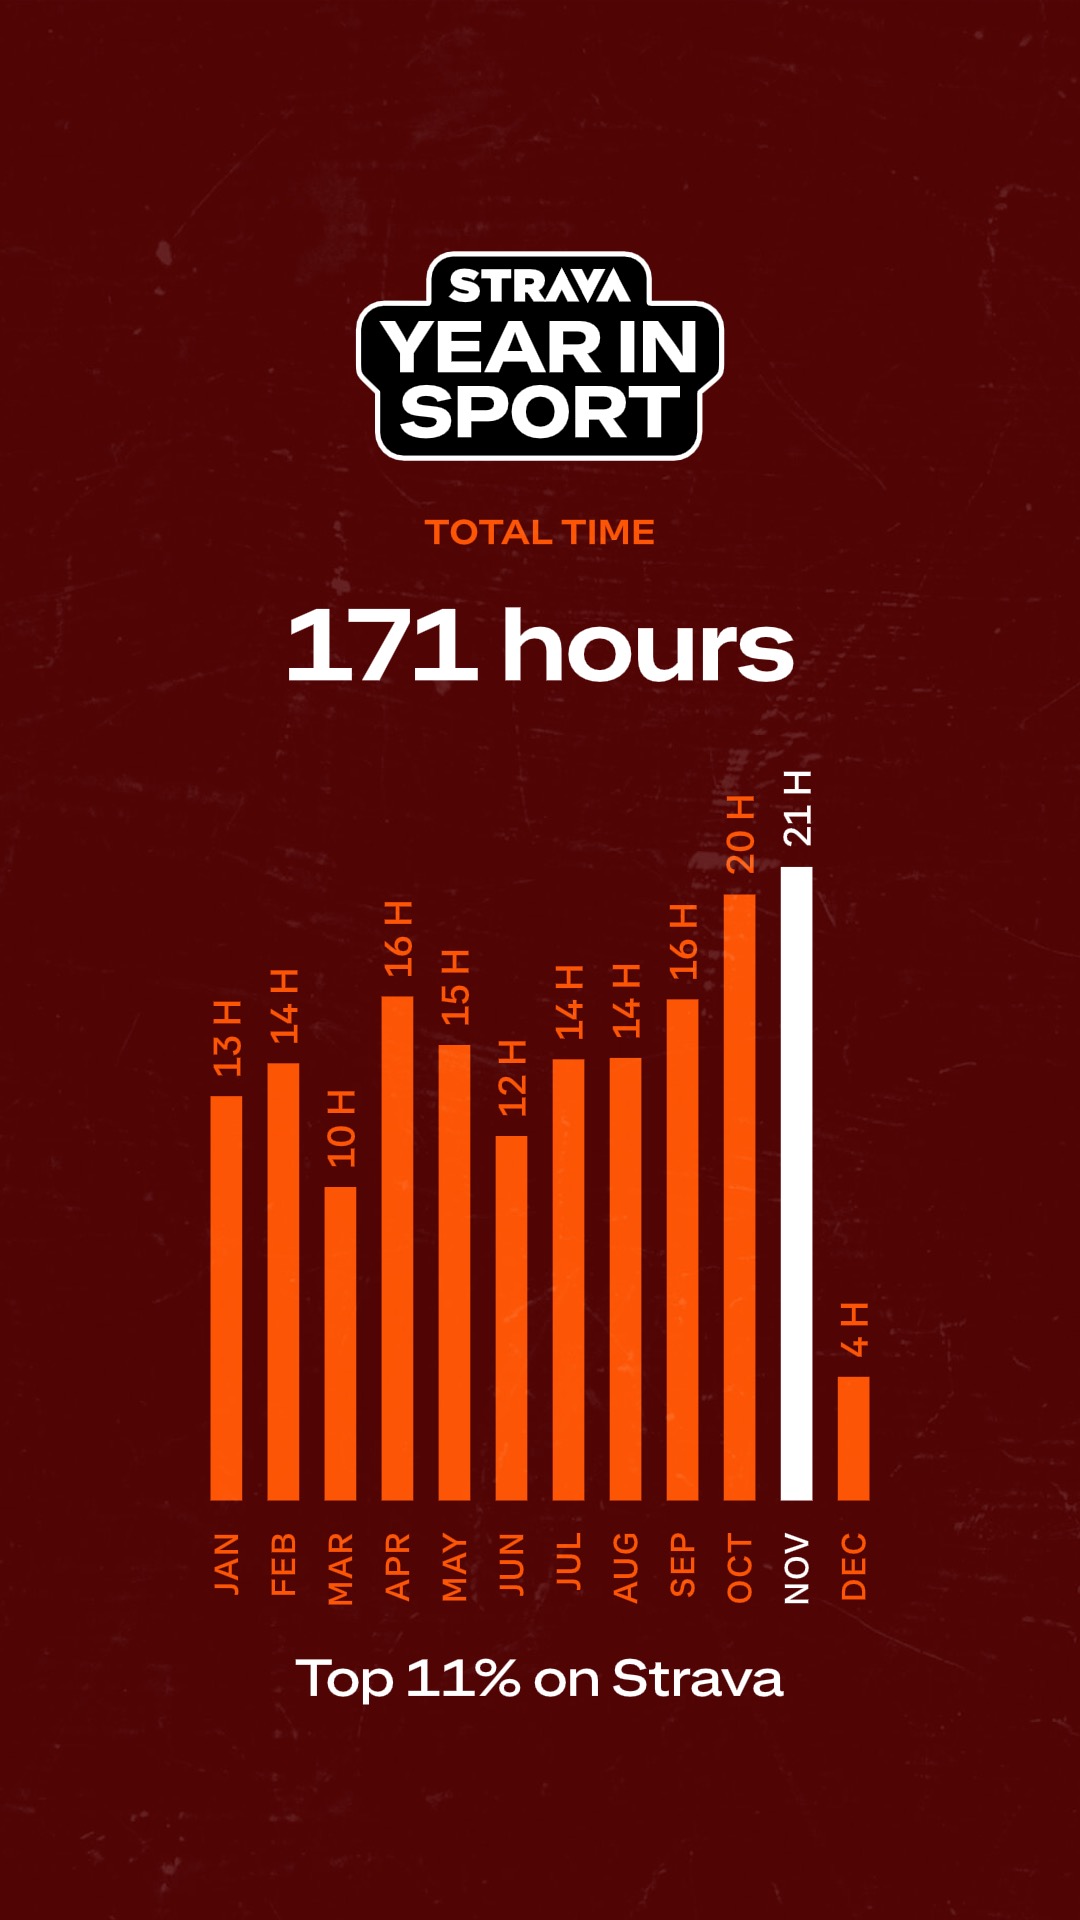 STRAVA
YEAR IN
SPORT
TOTAL TIME
171 hours
13 H
14 H
10 H
16 H
15 H
12 H
14 H
14 H
16 H
20 H
21 H
4 H
JAN
FEB
MAR
APR
MAY
JUN
JUL
AUG
SEP
OCT
NOV
DEC
Top 11% on Strava